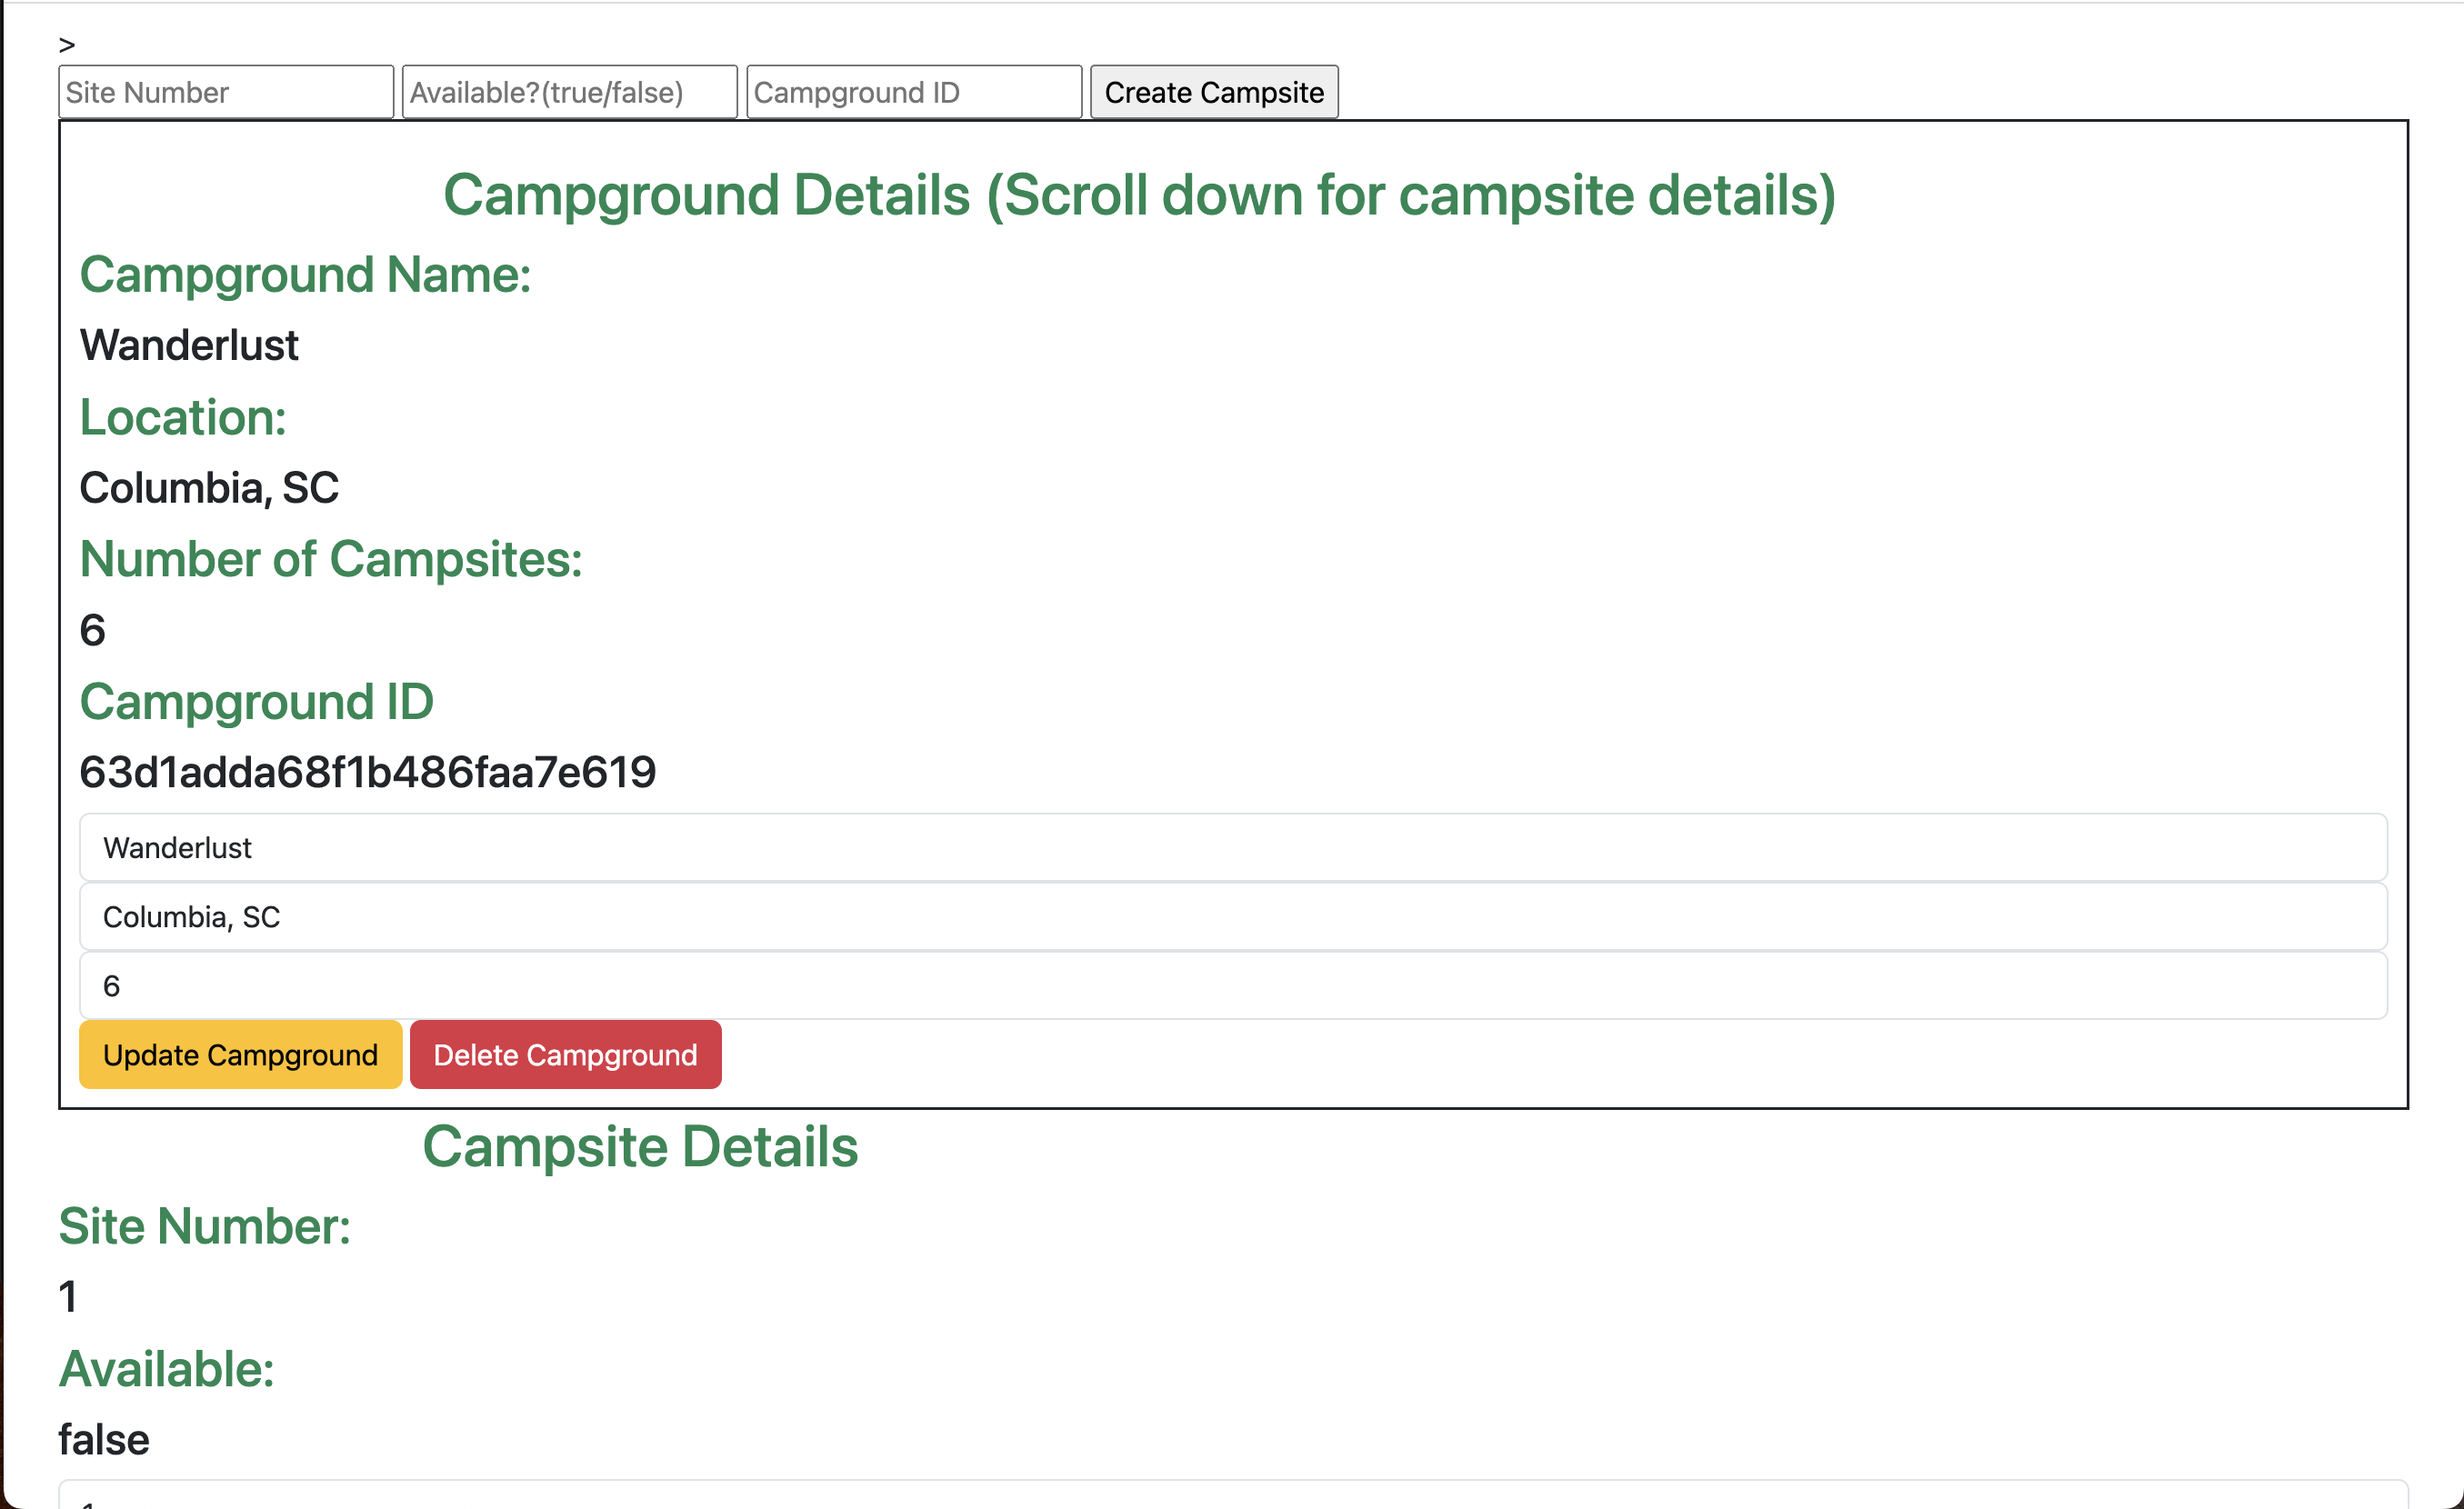 >
Site Number Available?(true/false) Campground ID Create Campsite
Campground Details (Scroll down for campsite details)
Campground Name:
Wanderlust
Location:
Columbia, SC
Number of Campsites:
6
Campground ID
63d1adda68f1b486faa7e619
Wanderlust
Columbia, SC
6
Update Campground Delete Campground
Campsite Details
Site Number:
1
Available:
false